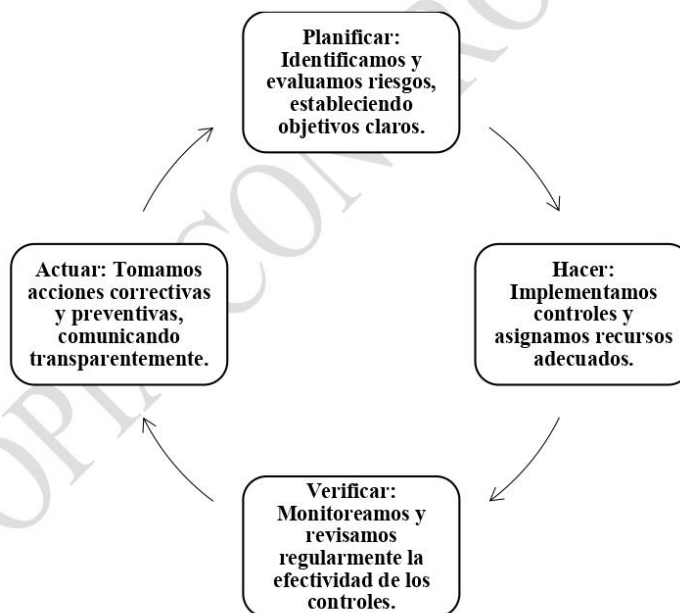 Planificar:
Identificamos y
evaluamos riesgos,
estableciendo
objetivos claros.
Hacer:
Implementamos
controles y
asignamos recursos
adecuados.
Verificar:
Monitoreamos y
revisamos
regularmente la
efectividad de los
controles.
Actuar: Tomamos
acciones correctivas
y preventivas,
comunicando
transparentemente.